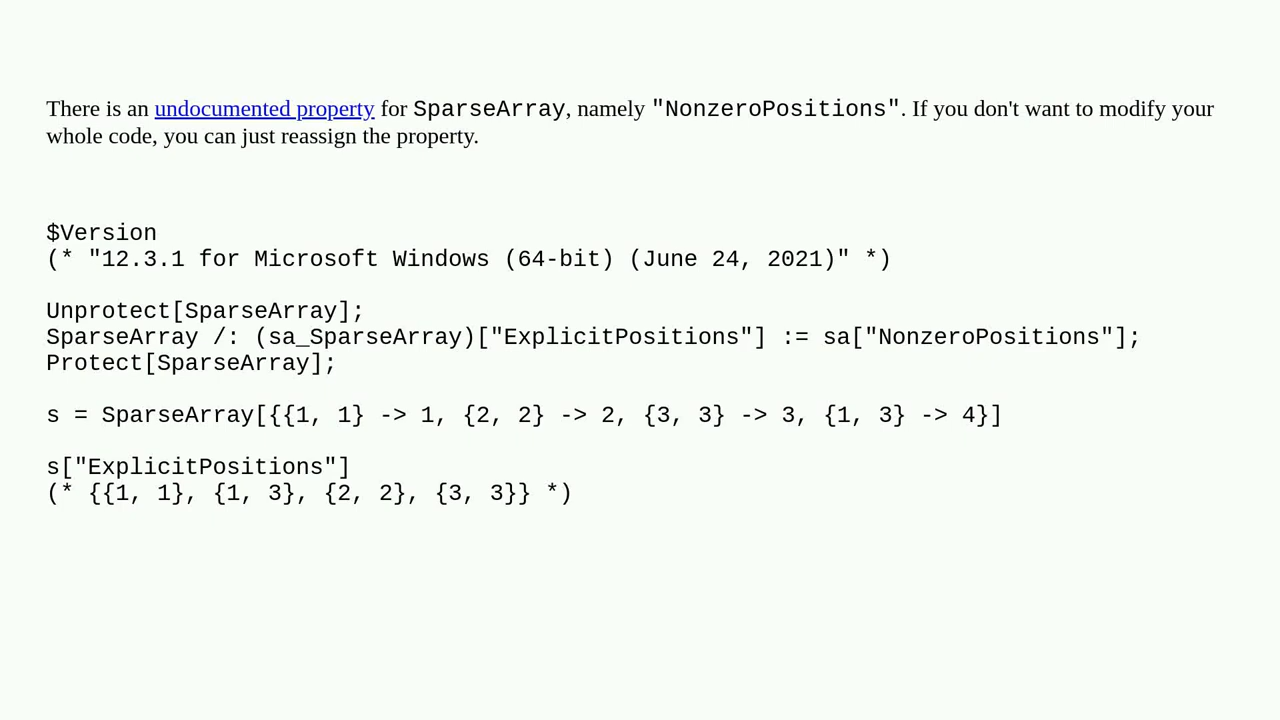 There is an undocumented property for SparseArray, namely "NonzeroPositions". If you don't want to modify your
whole code, you can just reassign the property.
$Version
(* "12.3.1 for Microsoft Windows (64-bit) (June 24, 2021)" *)
Unprotect[SparseArray];
SparseArray /: (sa_SparseArray)["ExplicitPositions"] := sa["NonzeroPositions"];
Protect[SparseArray];
s = SparseArray[{{1, 1} -> 1, {2, 2} -> 2, {3, 3} -> 3, {1, 3} -> 4}]
s["ExplicitPositions"]
(* {{1, 1}, {1, 3}, {2, 2}, {3, 3}} *)